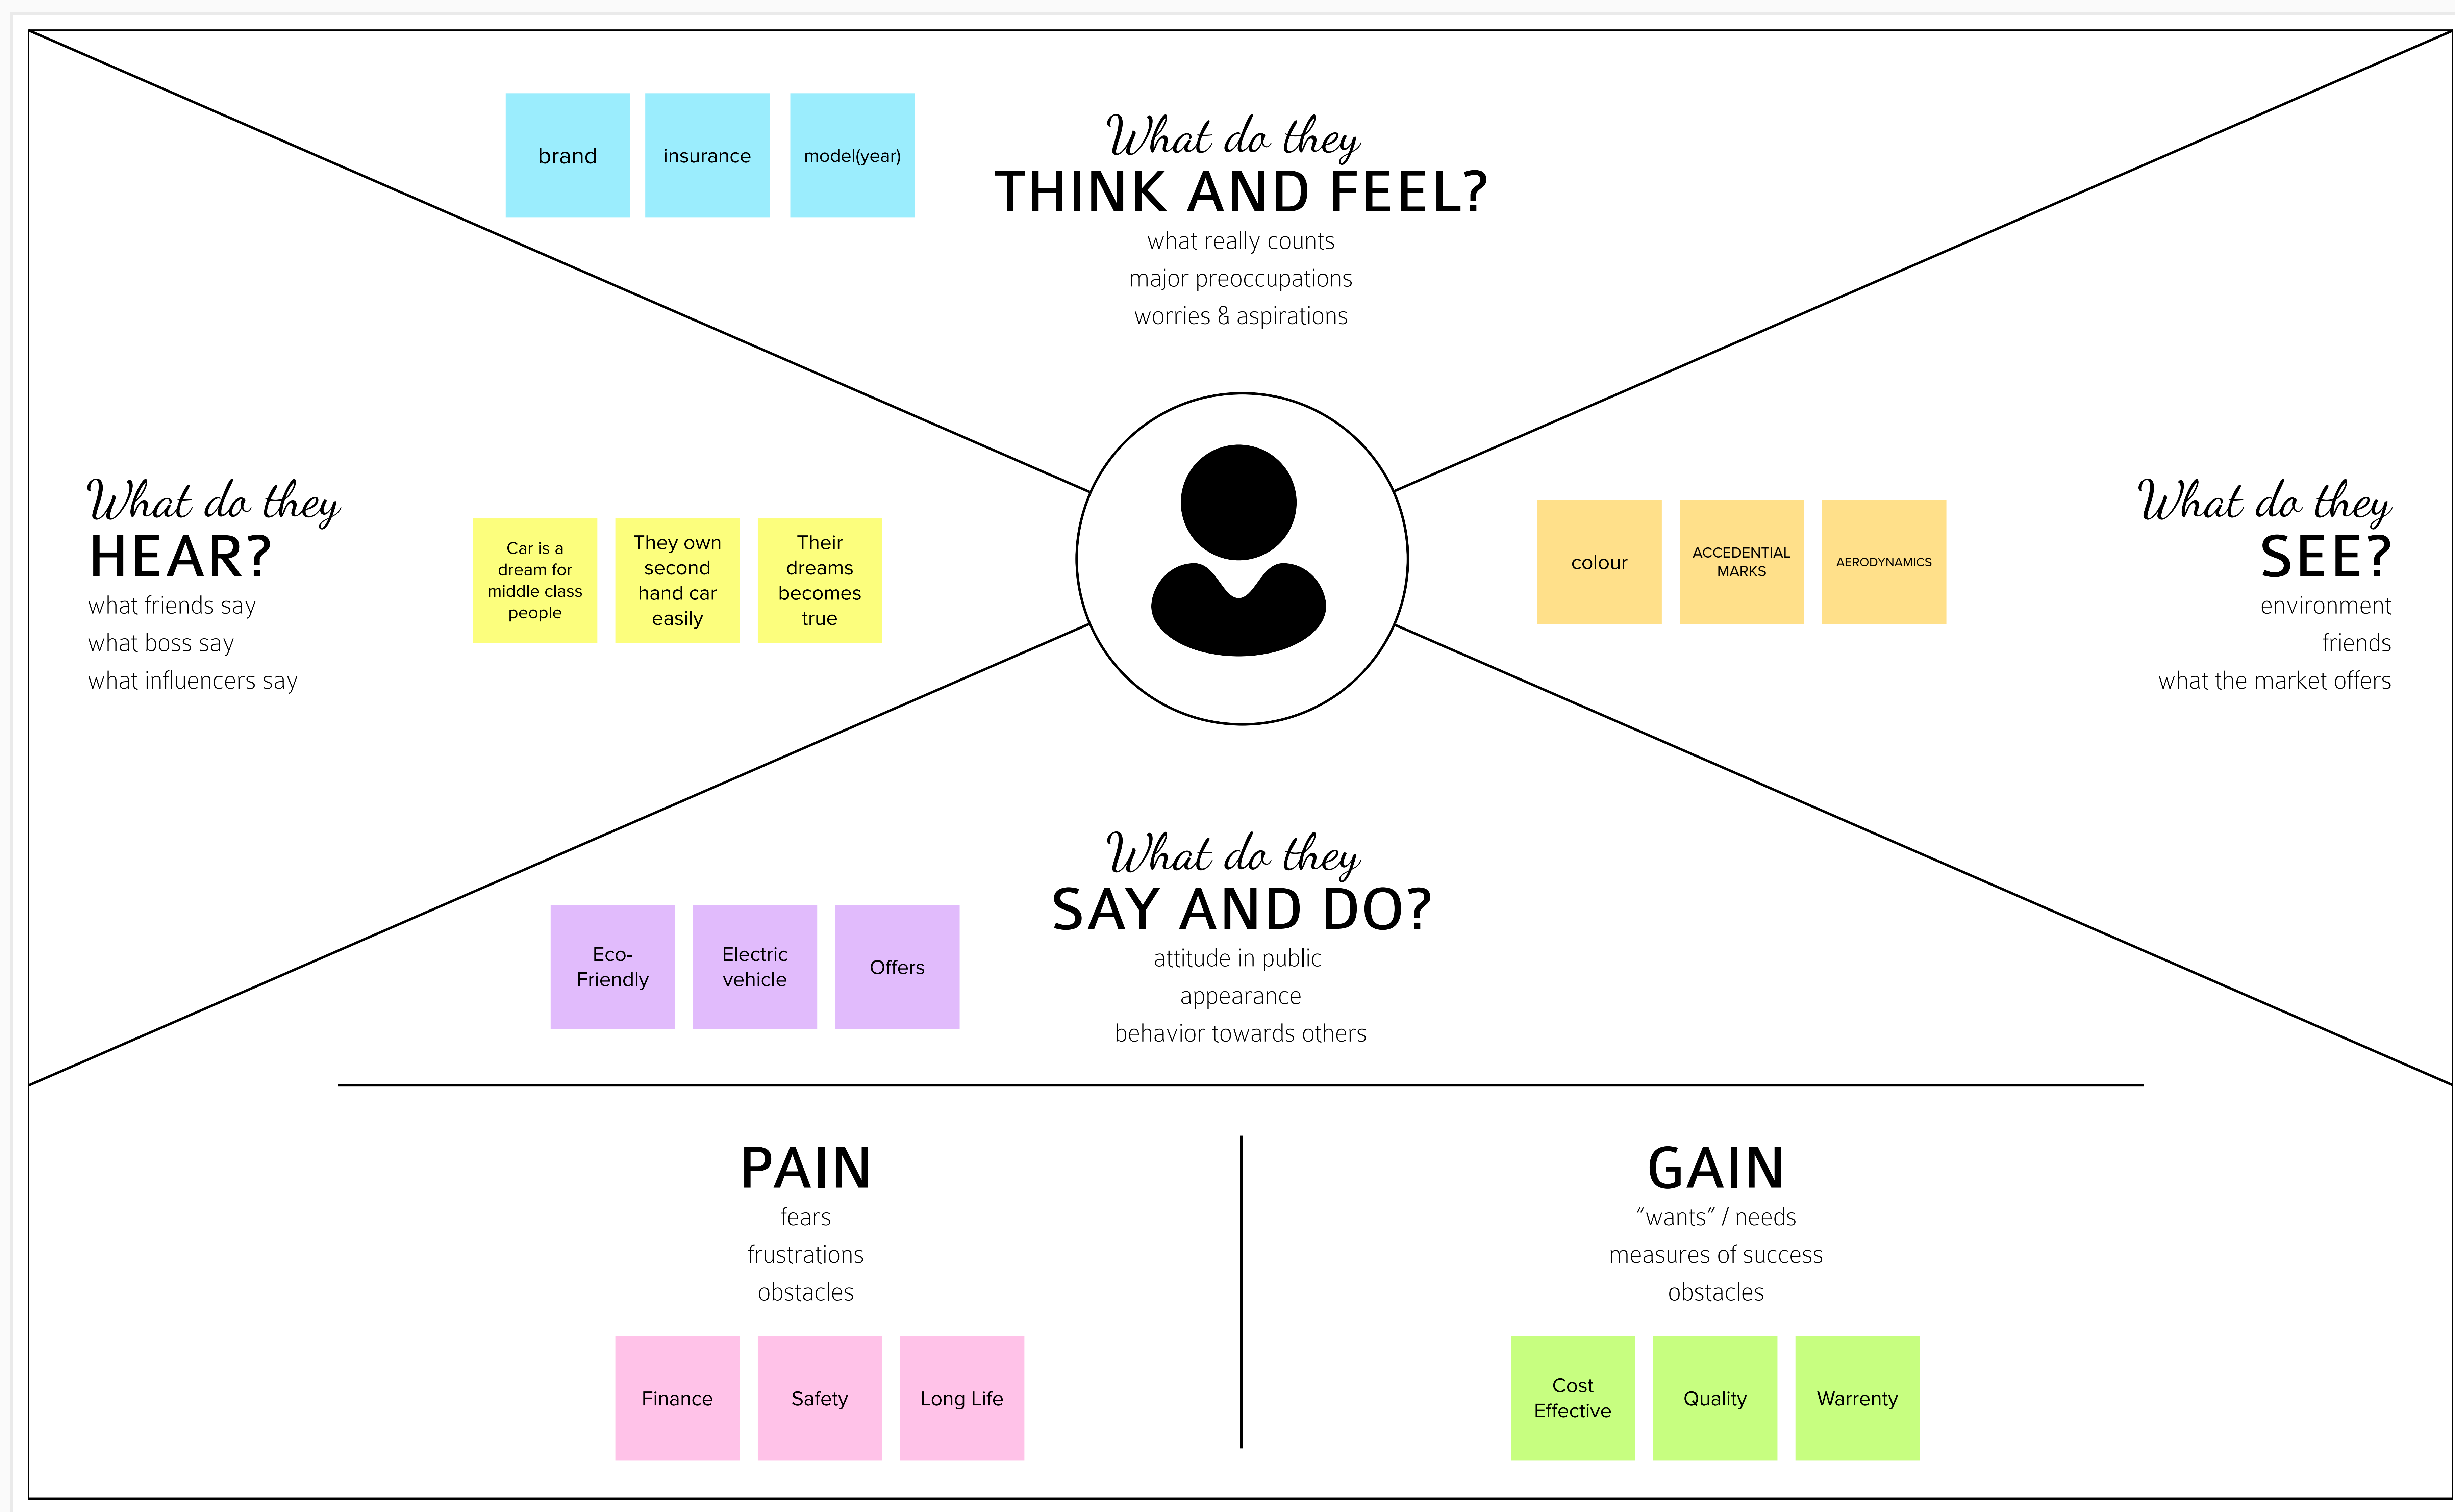 brand
insurance
model(year)
What do they
THINK AND FEEL?
what really counts
major preoccupations
worries & aspirations
What do they
HEAR?
what friends say
what boss say
what influencers say
Car is a
dream for
middle class
people
They own
second
hand car
easily
Their
dreams
becomes
true
colour
ACCEDENTIAL
MARKS
AERODYNAMICS
What do they
SEE?
environment
friends
what the market offers
Eco-
Friendly
Electric
vehicle
Offers
What do they
SAY AND DO?
attitude in public
appearance
behavior towards others
PAIN
fears
frustrations
obstacles
Finance
Safety
Long Life
GAIN
“wants” / needs
measures of success
obstacles
Cost
Effective
Quality
Warrenty